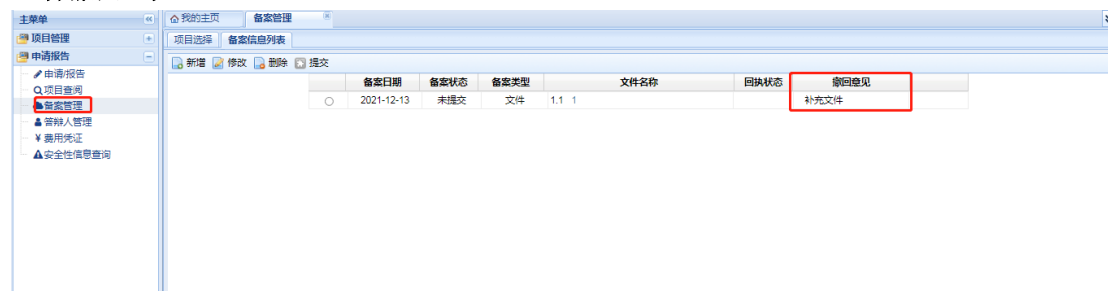 主菜单
我的主页
备案管理
项目管理
项目选择
备案信息列表
申请报告
新增
修改
删除
提交
申请/报告
项目查阅
备案管理
答辩人管理
¥ 费用凭证
安全性信息查询
备案日期 备案状态 备案类型 文件名称 回执状态 撤回意见
2021-12-13 未提交 文件 1.1 1 补充文件